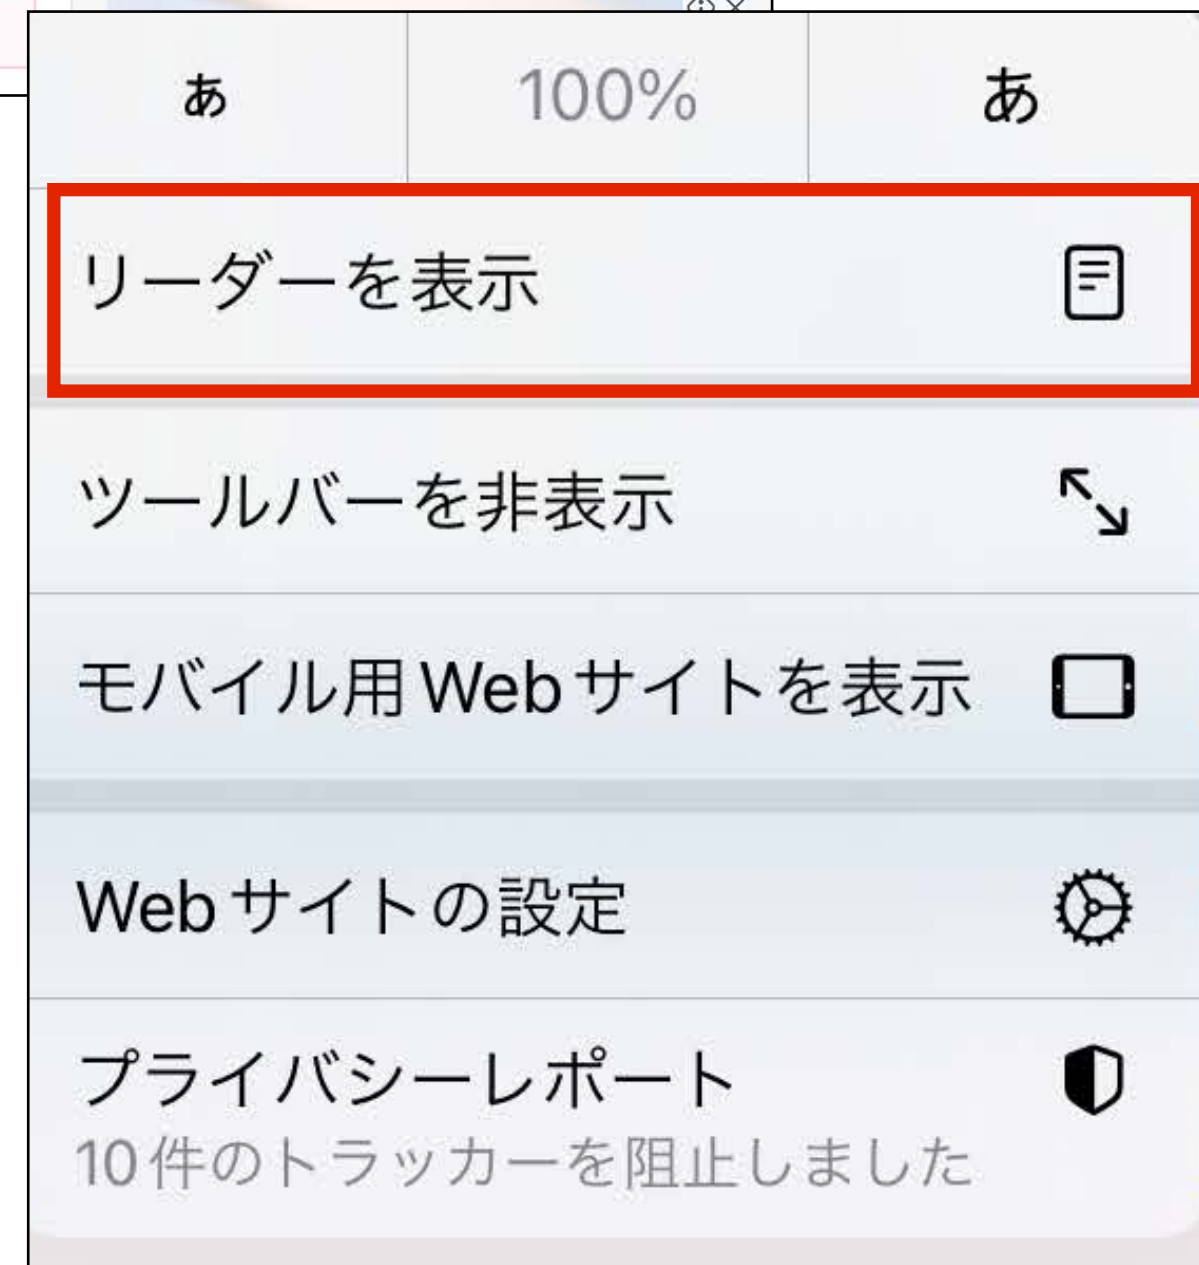 あ 100% あ
リーダーを表示
ツールバーを非表示
モバイル用Webサイトを表示
Webサイトの設定
プライバシーレポート
10件のトラッカーを阻止しました